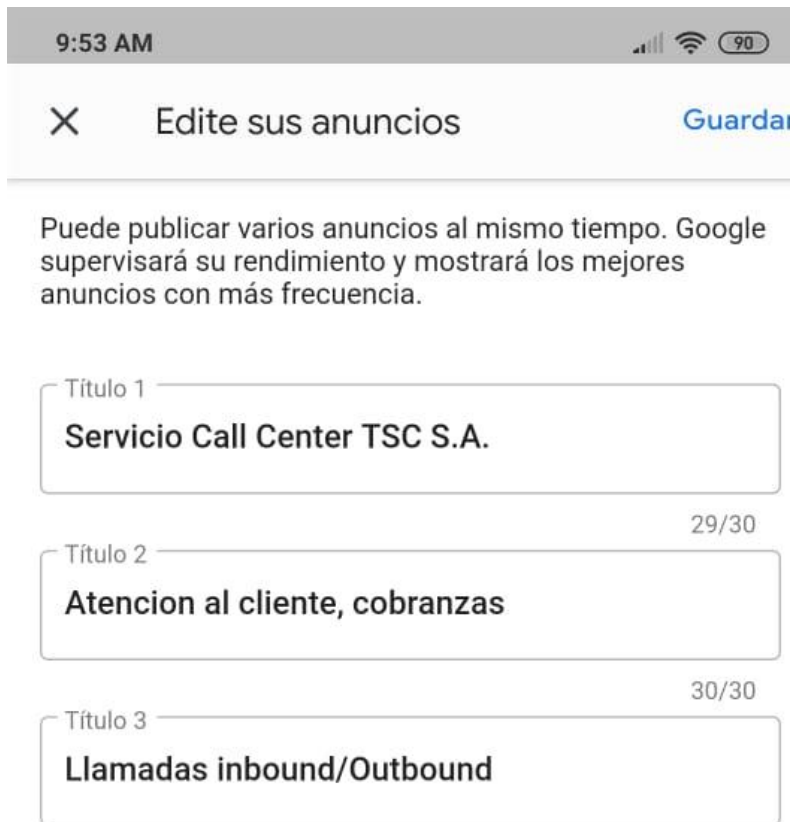 9:53 AM
90
Edite sus anuncios
Guardar
Puede publicar varios anuncios al mismo tiempo. Google
supervisará su rendimiento y mostrará los mejores
anuncios con más frecuencia.
Título 1
Servicio Call Center TSC S.A.
29/30
Título 2
Atencion al cliente, cobranzas
30/30
Título 3
Llamadas inbound/Outbound